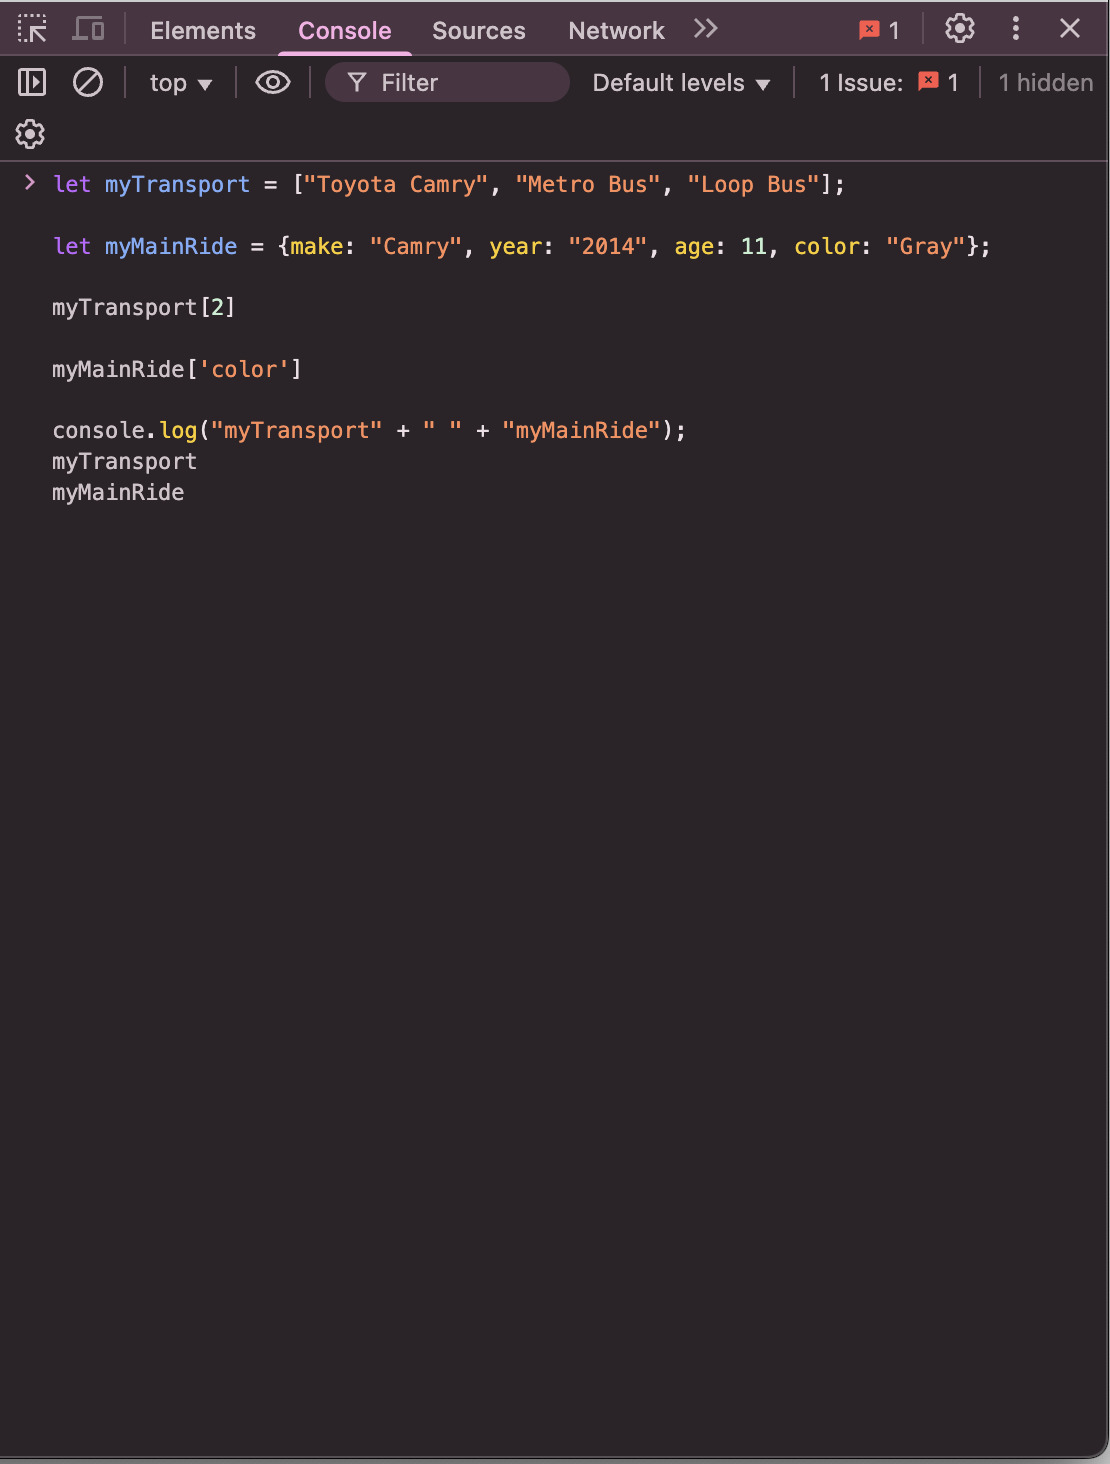 Elements Console Sources Network 1
top Filter Default levels 1 Issue: 1 1 hidden
let myTransport = ["Toyota Camry", "Metro Bus", "Loop Bus"];
let myMainRide = {make: "Camry", year: "2014", age: 11, color: "Gray"};
myTransport[2]
myMainRide['color']
console.log("myTransport" + " " + "myMainRide");
myTransport
myMainRide